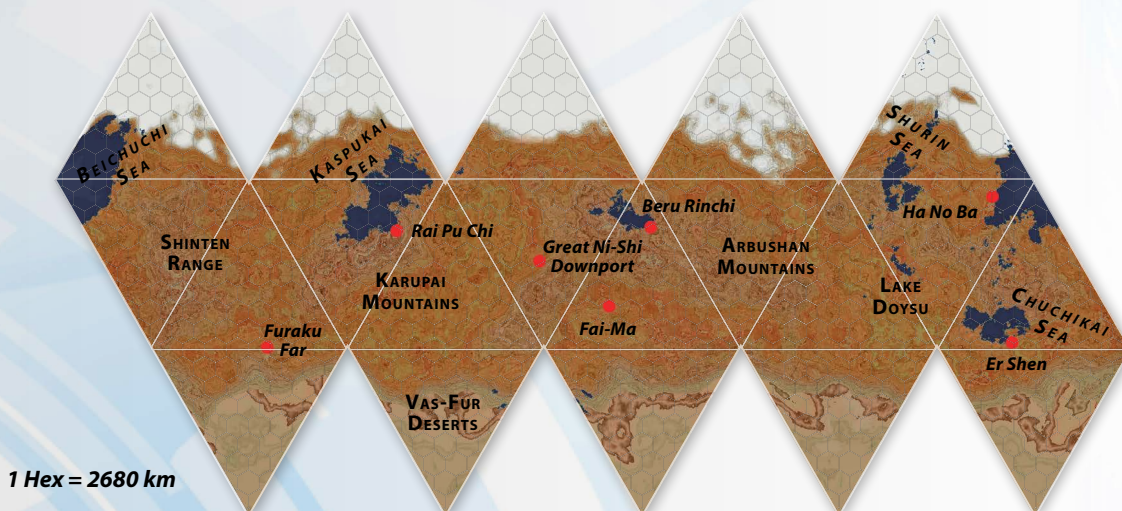 Beichuchi
Sea
Kaspukai
Sea
Shurin
Sea
Beru Rinchi
Ha No Ba
Rai Pu Chi
Shinten
Range
Great Ni-Shi
Downport
Arbushan
Mountains
Karupai
Mountains
Lake
Doysu
Chuchikai
Sea
Fai-Ma
Furaku
Far
Er Shen
Vas-Fur
Deserts
1 Hex = 2680 km